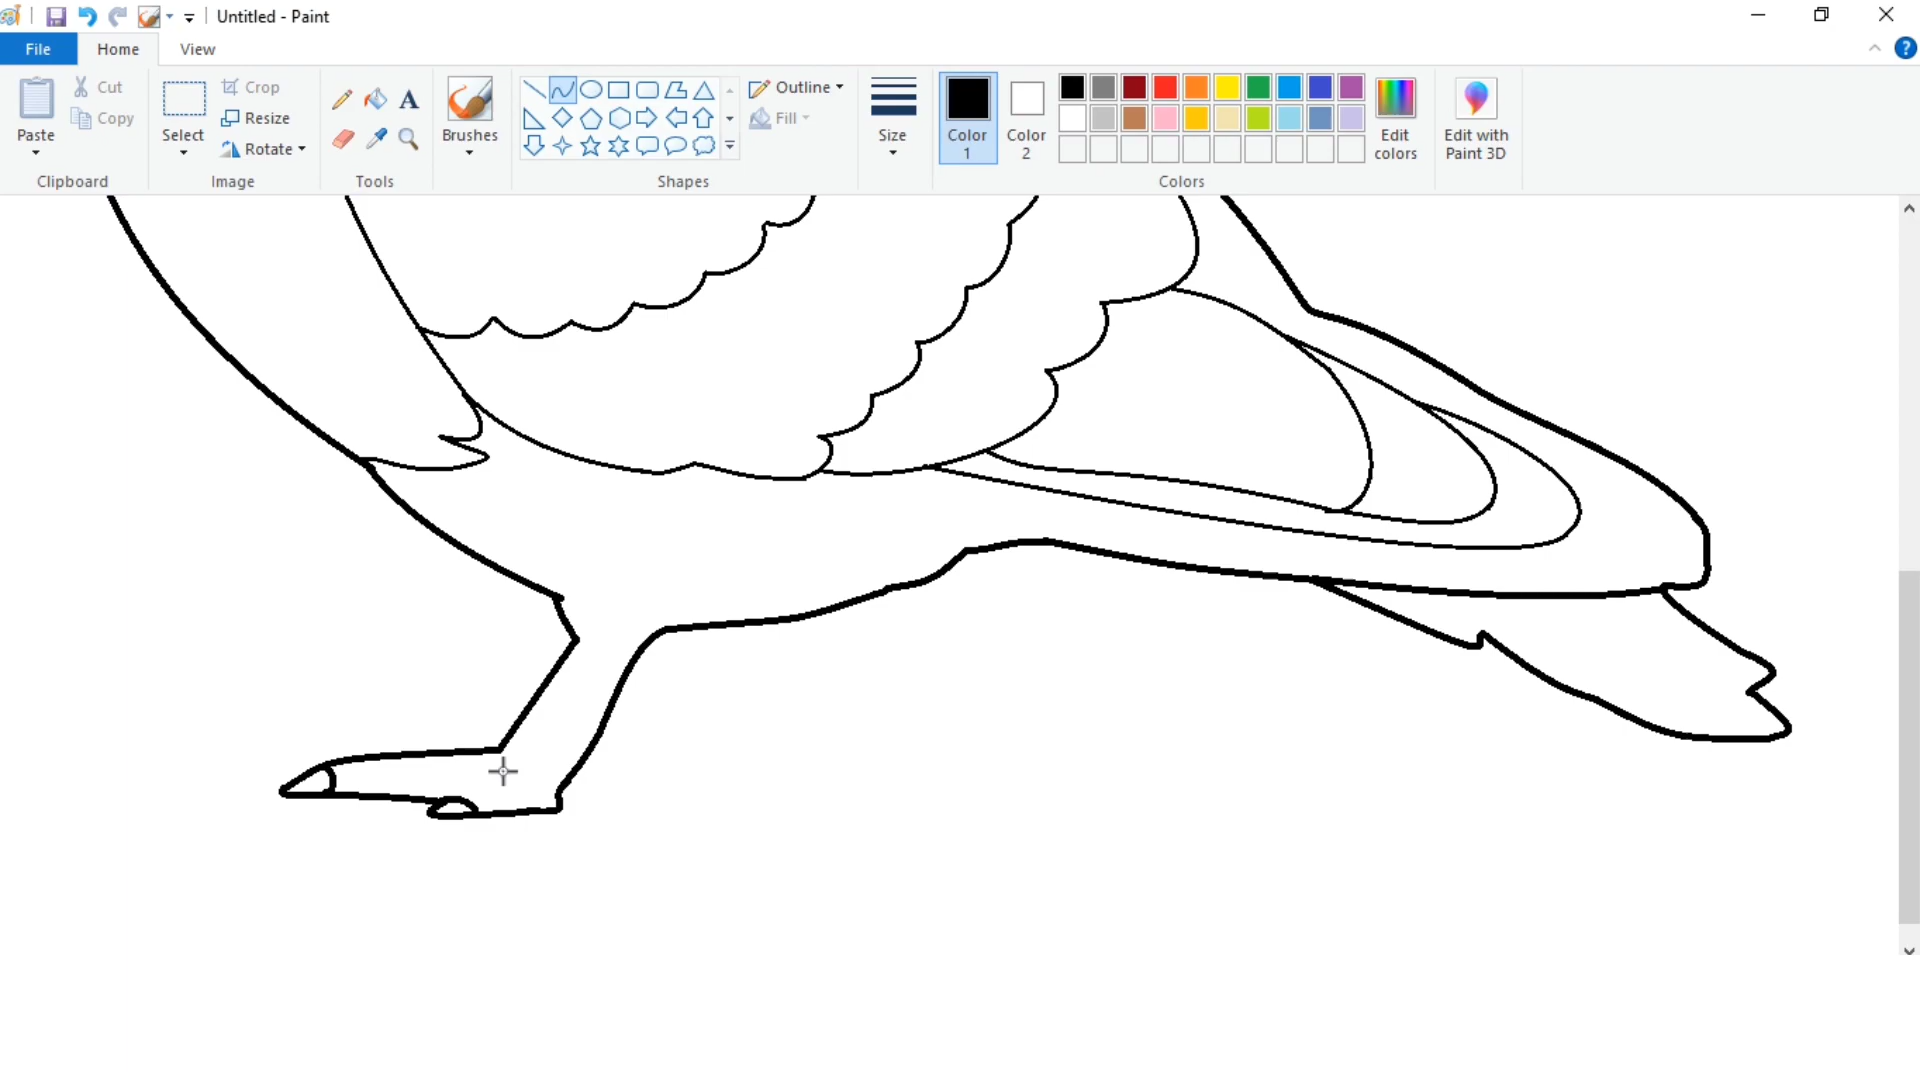 Untitled - Paint
File
Home
View
Paste
Cut
Copy
Clipboard
Select
Crop
Resize
Rotate
Image
A
Tools
Brushes
Shapes
Outline
Fill
Size
Color
1
Color
2
Edit
colors
Colors
Edit with
Paint 3D
?